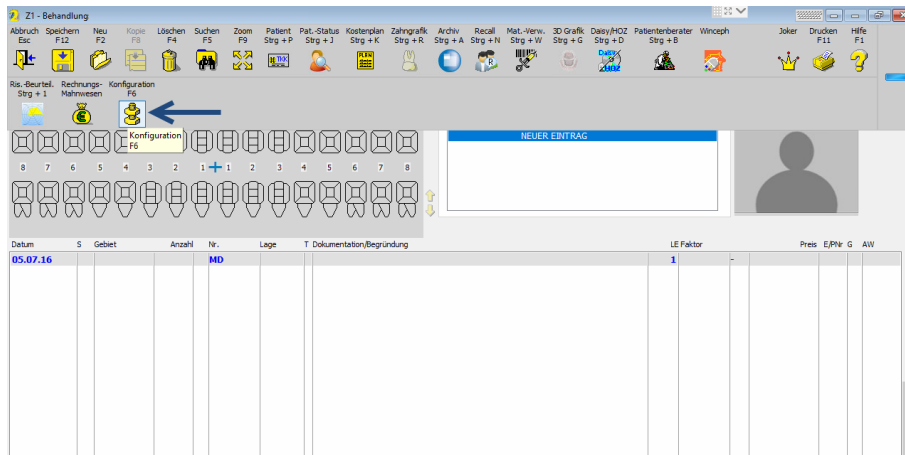 Z1 - Behandlung
Abbruch Speichern Neu Kopie Löschen Suchen Zoom Patient Pat.-Status Kostenplan Zahngrafik Archiv Recall Mat.-Verw. 3D Grafik Daisy/HOZ Patientenberater Winceph Joker Drucken Hilfe
Esc F12 F2 F8 F4 F5 F9 Strg + P Strg + J Strg + K Strg + R Strg + A Strg + N Strg + W Strg + G Strg + D Strg + B F11 F1
Ris.-Beurteil. Rechnungs- Konfiguration
Strg + 1 Mahnwesen F6
Konfiguration
F6
NEUER EINTRAG
8 7 6 5 4 3 2 1 1 2 3 4 5 6 7 8
Datum S Gebiet Anzahl Nr. Lage T Dokumentation/Begründung LE Faktor Preis E/PNr G AW
05.07.16 MD 1 -